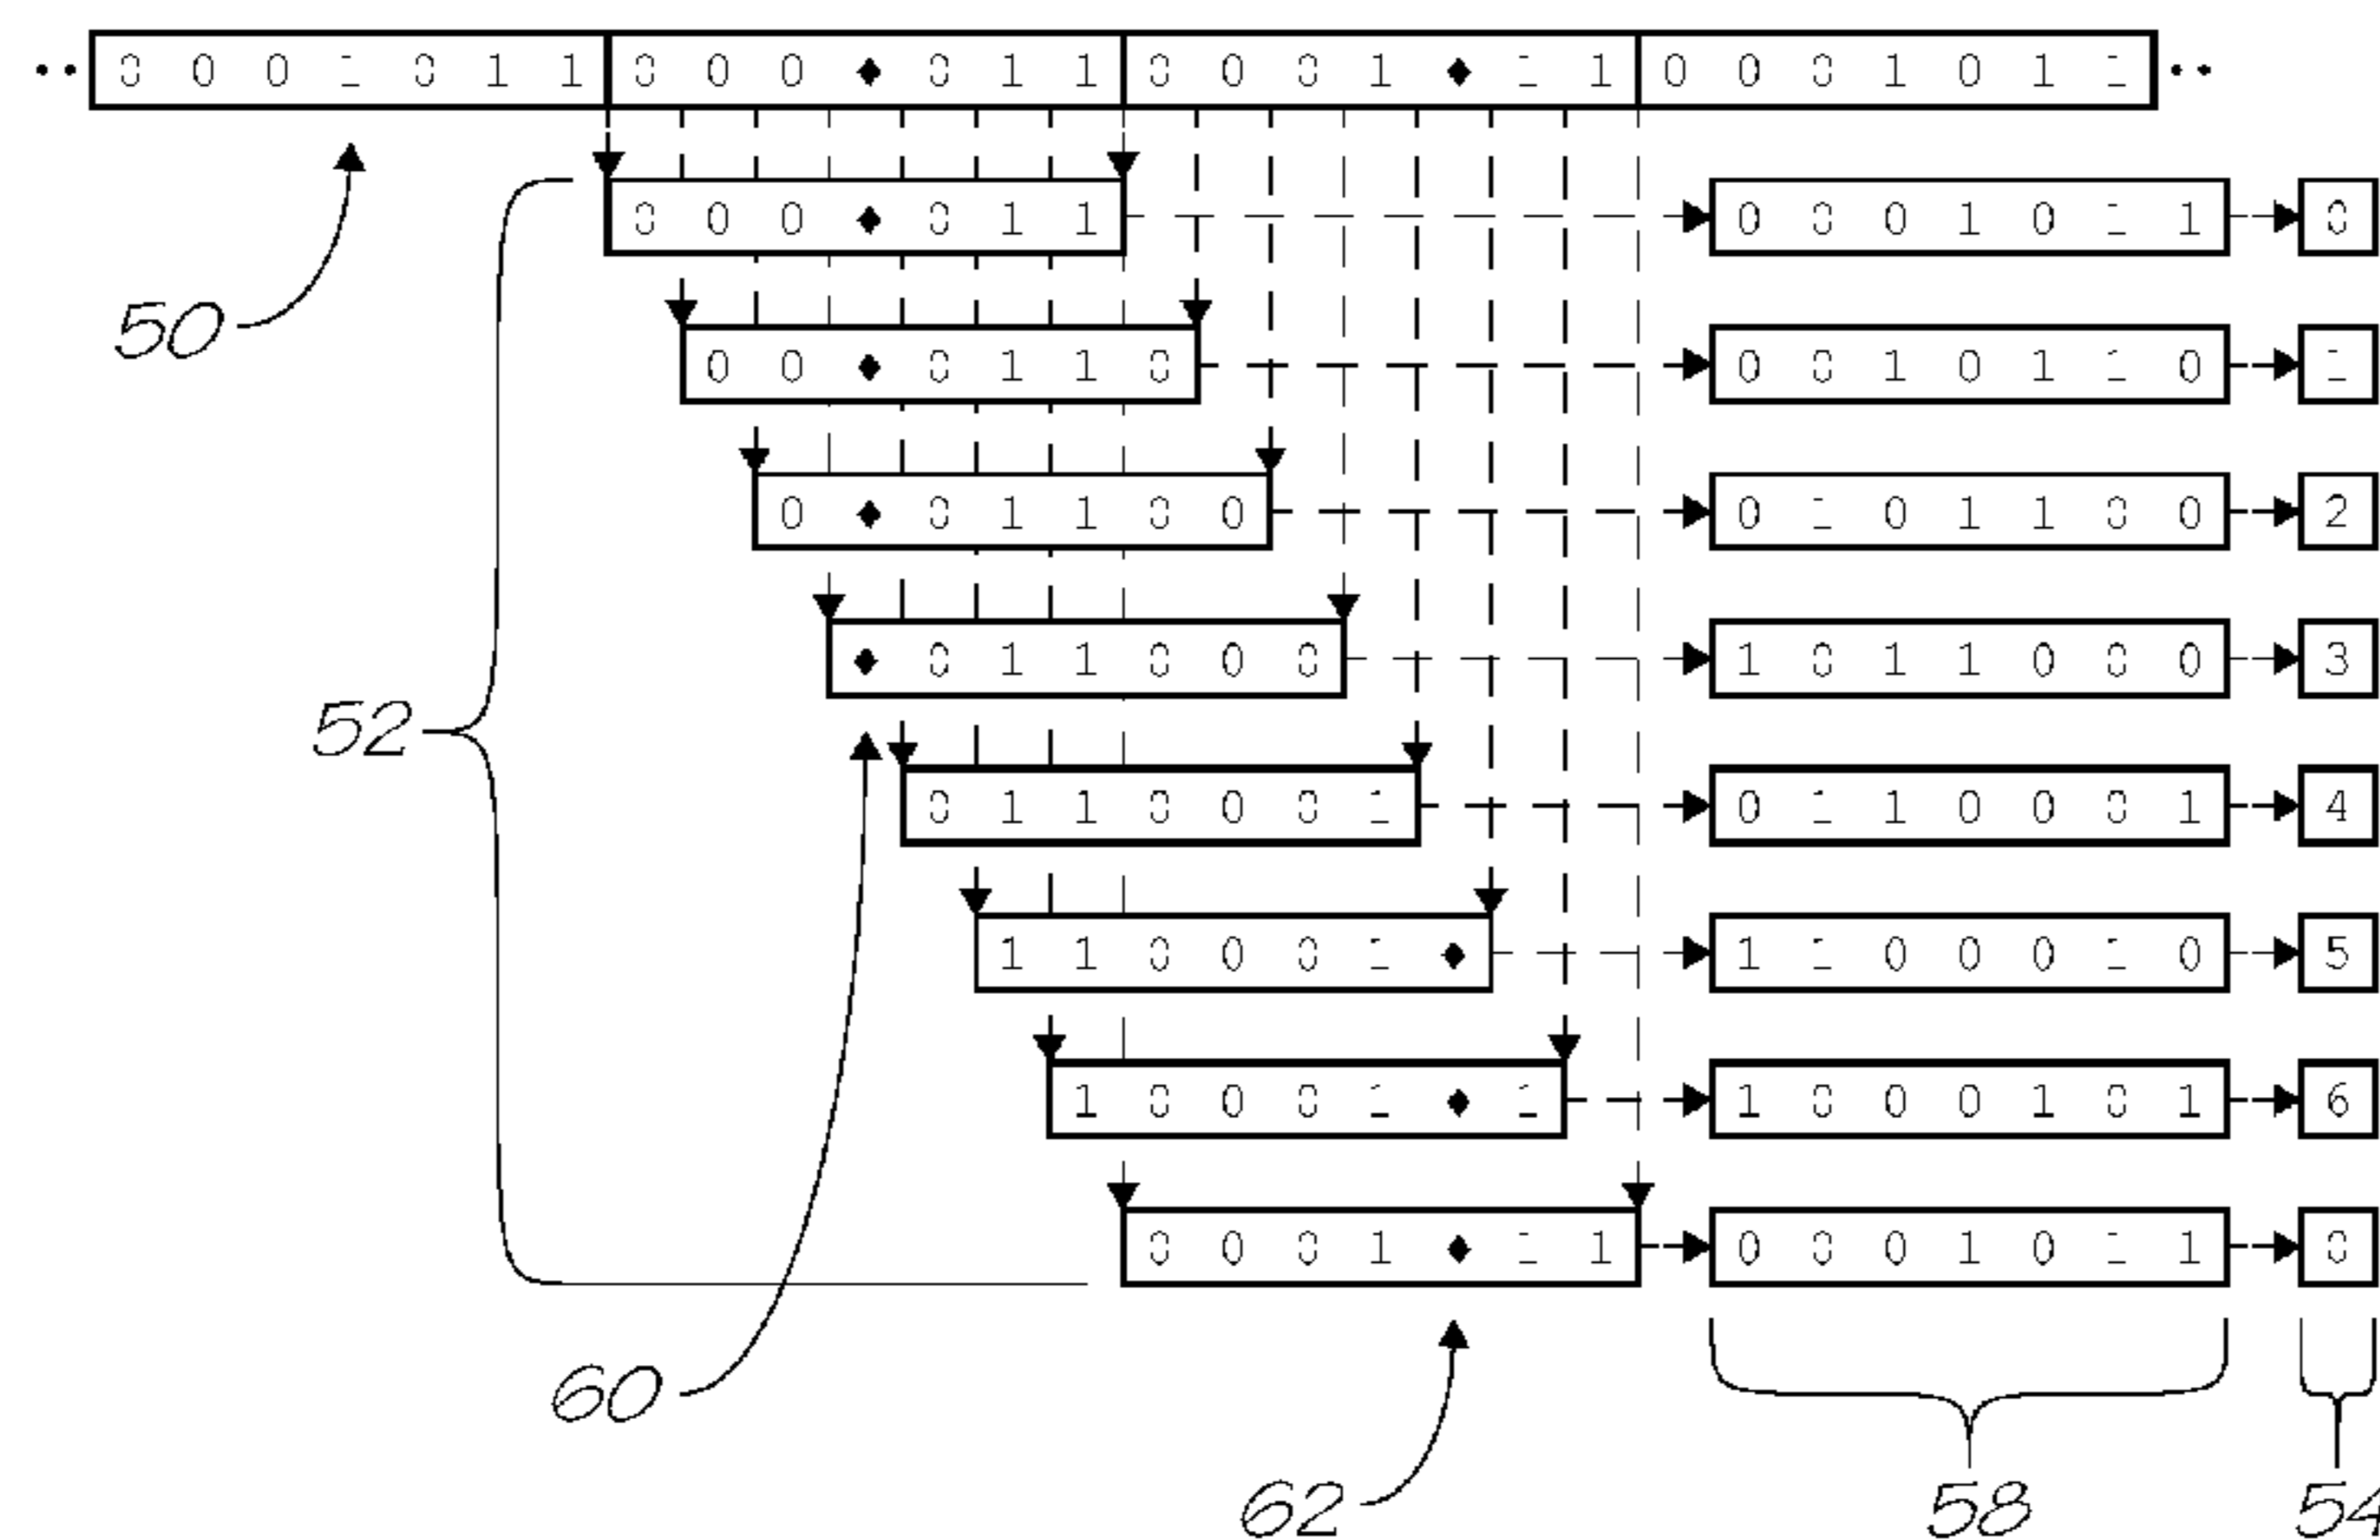 •• 0 0 0 1 0 1 1 0 0 0 ♦ 0 1 1 0 0 0 1 ♦ 1 1 0 0 0 1 0 1 1 ••
0 0 0 ♦ 0 1 1 0 0 0 1 0 1 1 0
50
0 0 ♦ 0 1 1 0 0 0 1 0 1 1 0 1
0 ♦ 0 1 1 0 0 0 1 0 1 1 0 0 2
♦ 0 1 1 0 0 0 1 0 1 1 0 0 0 3
52
0 1 1 0 0 0 1 0 1 1 0 0 0 1 4
1 1 0 0 0 1 ♦ 1 1 0 0 0 1 0 5
1 0 0 0 1 ♦ 1 1 0 0 0 1 0 1 6
0 0 0 1 ♦ 1 1 0 0 0 1 0 1 1 0
60
62
58
54